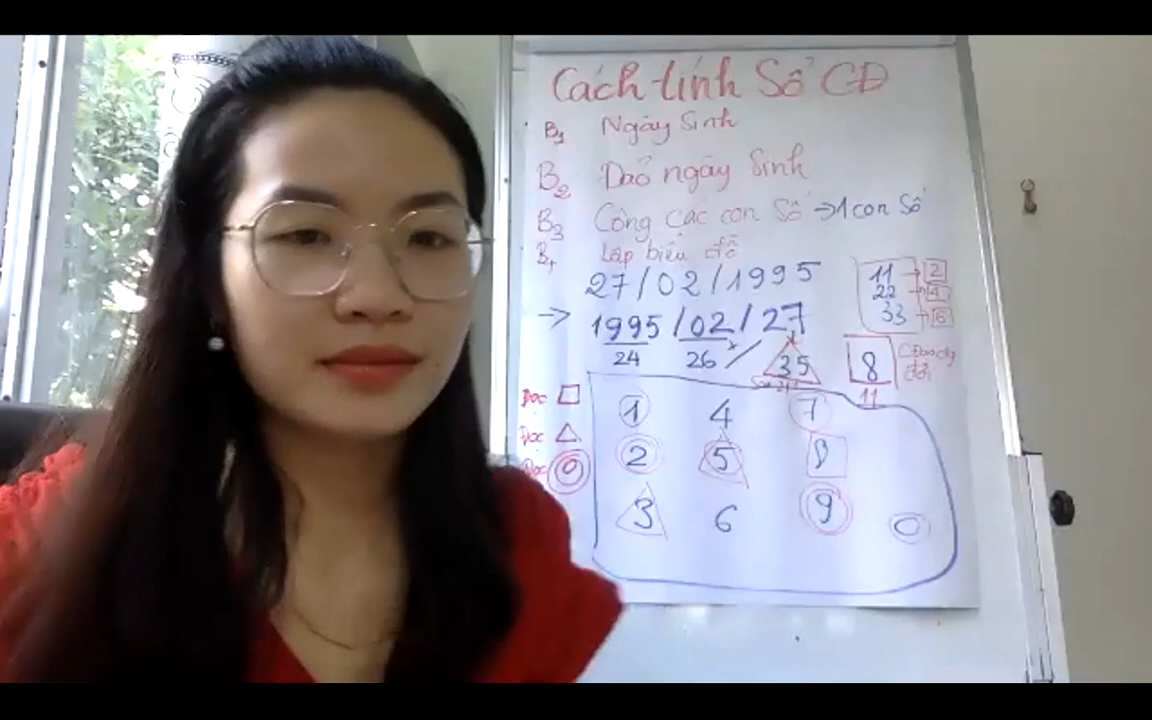 Cách tính Số CĐ
B1 Ngày Sinh
B2 Đảo ngày Sinh
B3 Cộng các con Số → 1 con Số
B4 Lập biểu đồ
27/02/1995
→ 1995/02/27
24 26 35 8
11 → 2
22 → 4
33 → 6
11
Đọc □
Đọc △
Đọc
1 4 7
2 5 8
3 6 9 0